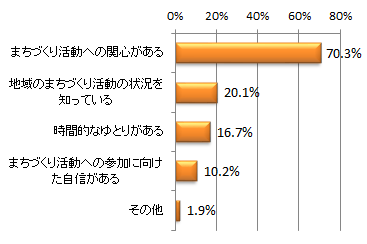 0% 20% 40% 60% 80%
まちづくり活動への関心がある 70.3%
地域のまちづくり活動の状況を
知っている 20.1%
時間的なゆとりがある 16.7%
まちづくり活動への参加に向け
た自信がある 10.2%
その他 1.9%